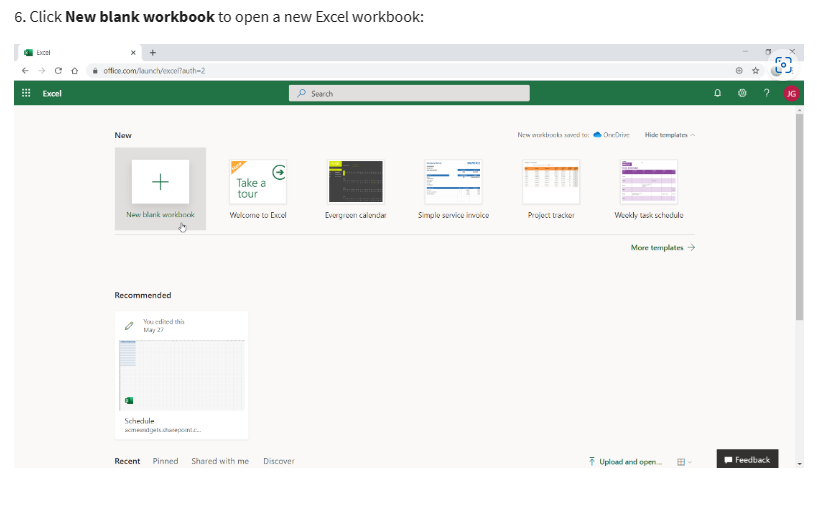 6. Click New blank workbook to open a new Excel workbook:
Excel
office.com/launch/excel?auth=2
Excel
Search
JG
New
New workbooks saved to:
OneDrive
Hide templates
Take a
tour
New blank workbook
Welcome to Excel
Evergreen calendar
Simple service invoice
Project tracker
Weekly task schedule
More templates
Recommended
You edited this
May 27
Schedule
acmewidgets.sharepoint.c...
Recent
Pinned
Shared with me
Discover
Upload and open...
Feedback